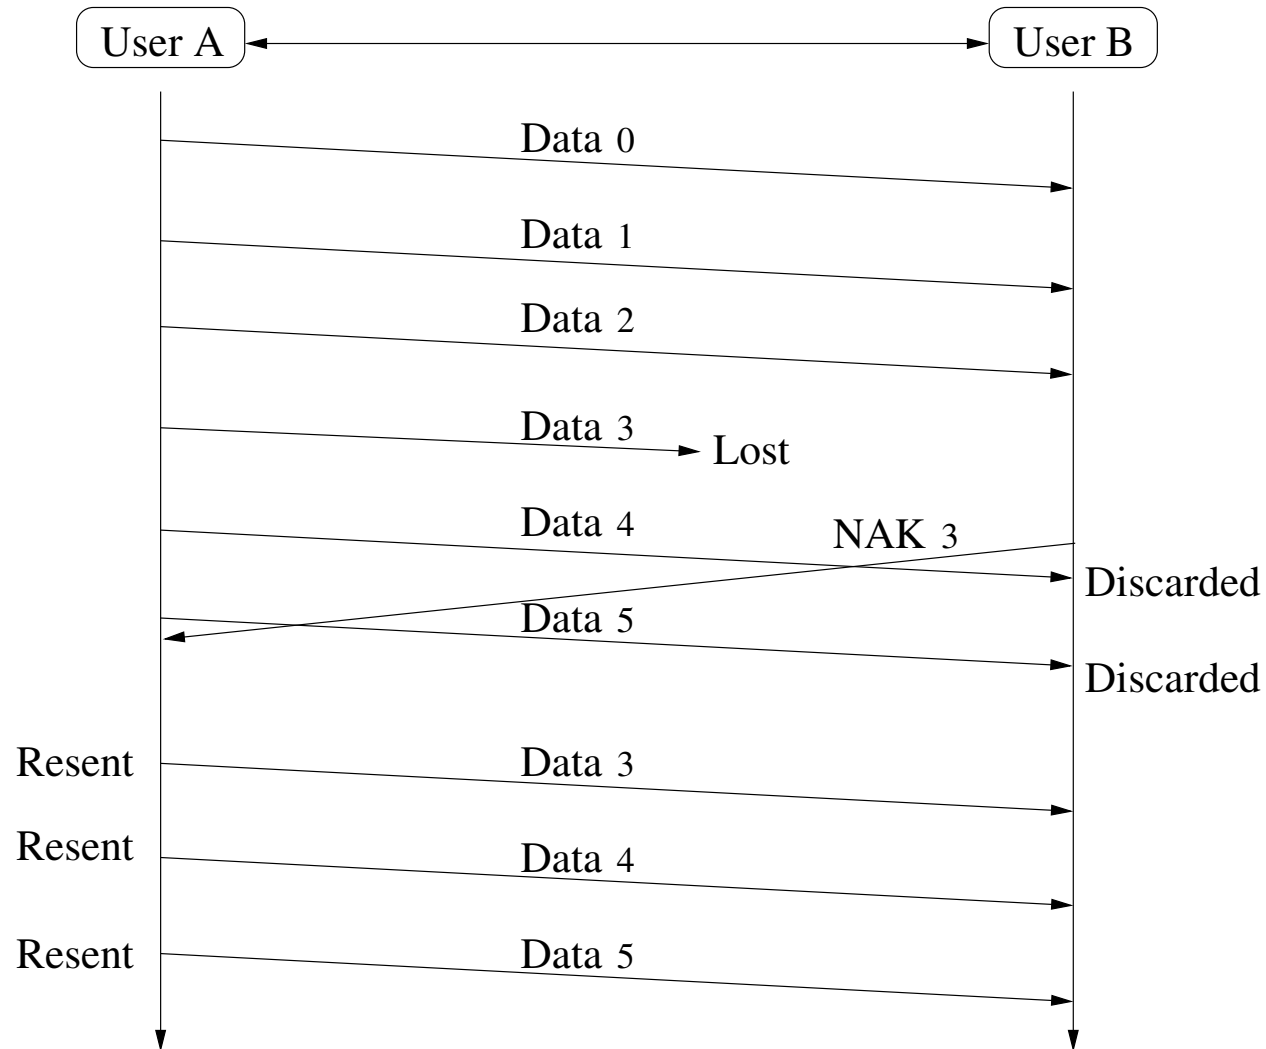 User A
User B
Data 0
Data 1
Data 2
Data 3
Lost
Data 4
NAK 3
Discarded
Data 5
Discarded
Resent
Data 3
Resent
Data 4
Resent
Data 5